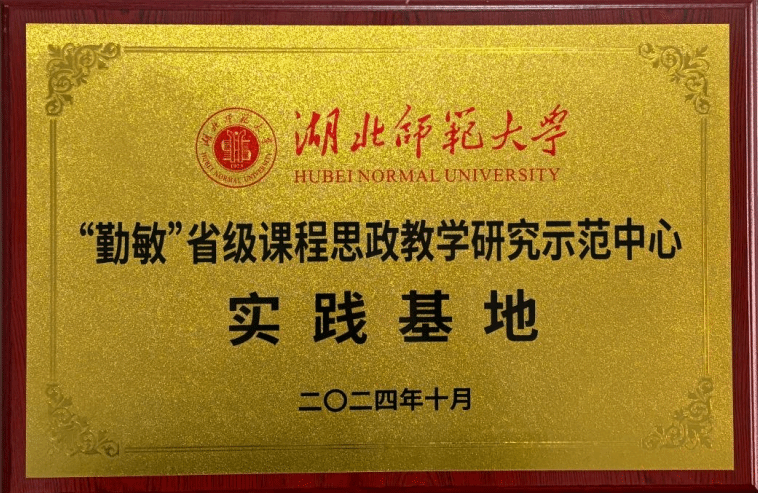 湖北师范大学
HUBEI NORMAL UNIVERSITY
“勤敏”省级课程思政教学研究示范中心
实践基地
二〇二四年十月